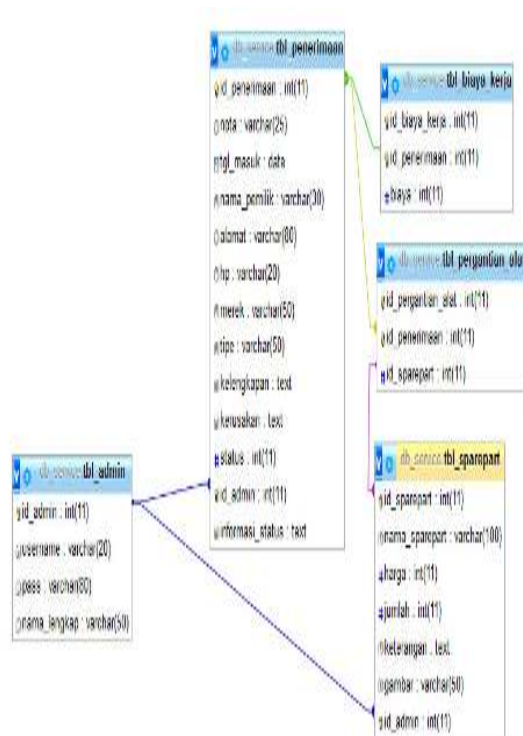 db_service tbl_penerimaan
id_penerimaan : int(11)
nota : varchar(25)
tgl_masuk : data
nama_pemilik : varchar(30)
alamat : varchar(80)
hp : varchar(20)
merek : varchar(50)
tipe : varchar(50)
kelengkapan : text
kerusakan : text
status : int(11)
id_admin : int(11)
informasi_status : text
db_service tbl_biaya_kerja
id_biaya_kerja : int(11)
id_penerimaan : int(11)
biaya : int(11)
db_service tbl_pergantian_alat
id_pergantian_alat : int(11)
id_penerimaan : int(11)
id_sparepart : int(11)
db_service tbl_admin
id_admin : int(11)
username : varchar(20)
pass : varchar(80)
nama_lengkap : varchar(50)
db_service tbl_sparepart
id_sparepart : int(11)
nama_sparepart : varchar(100)
harga : int(11)
jumlah : int(11)
keterangan : text
gambar : varchar(50)
id_admin : int(11)